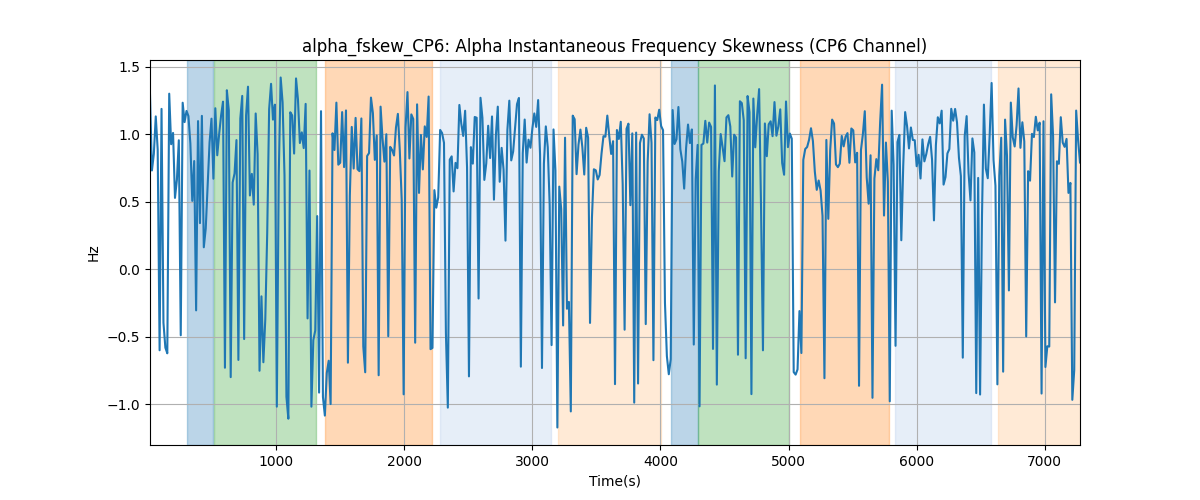 alpha_fskew_CP6: Alpha Instantaneous Frequency Skewness (CP6 Channel)
1.5
1.0
0.5
0.0
−0.5
−1.0
Hz
1000 2000 3000 4000 5000 6000 7000
Time(s)